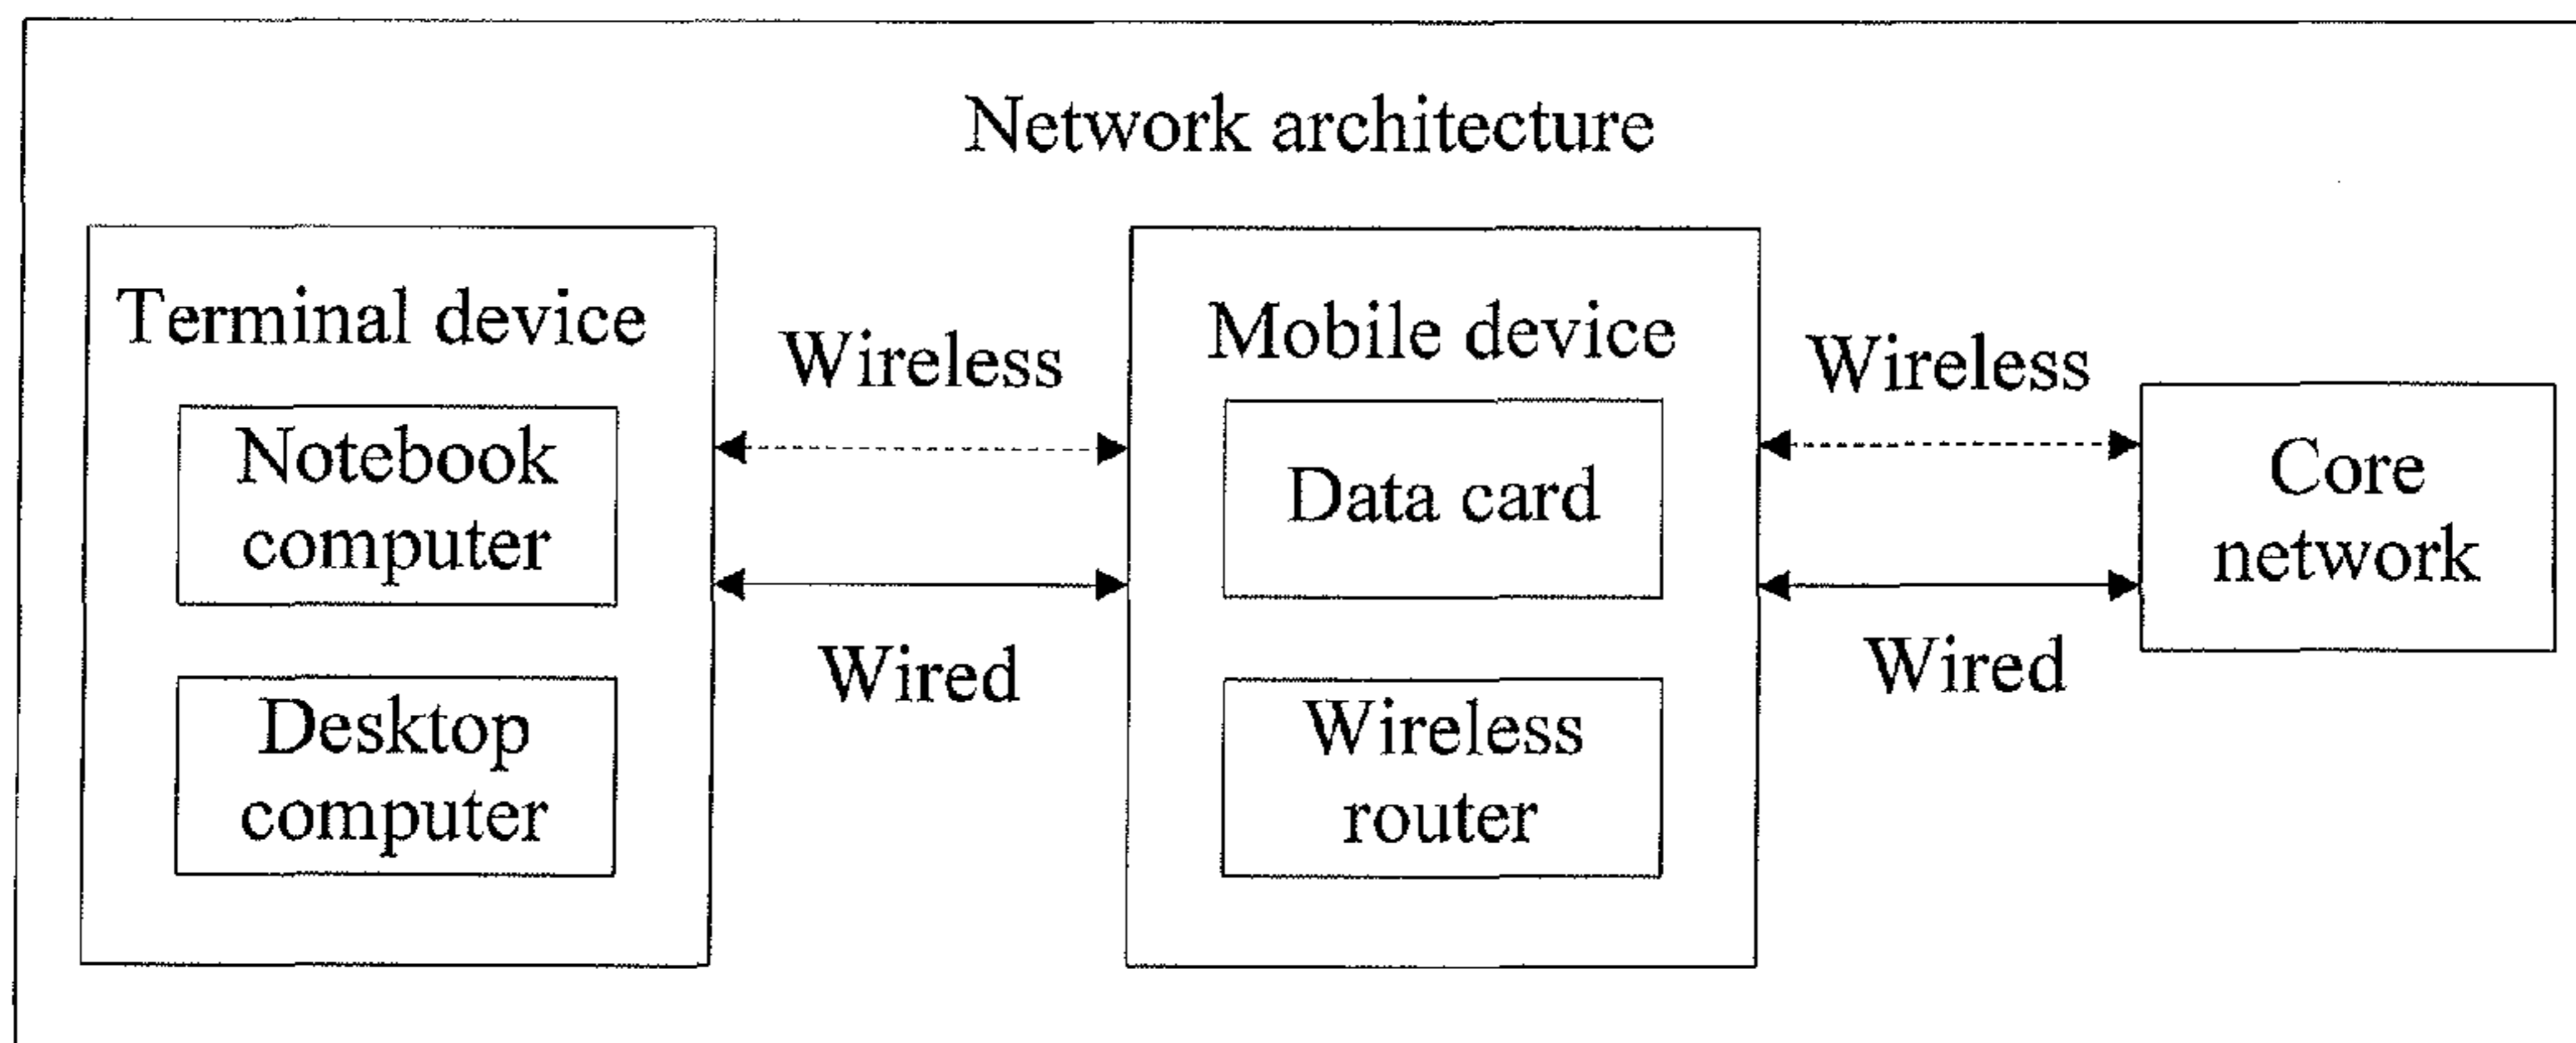 Network architecture
Terminal device
Notebook
computer
Desktop
computer
Wireless
Wired
Mobile device
Data card
Wireless
router
Wireless
Wired
Core
network